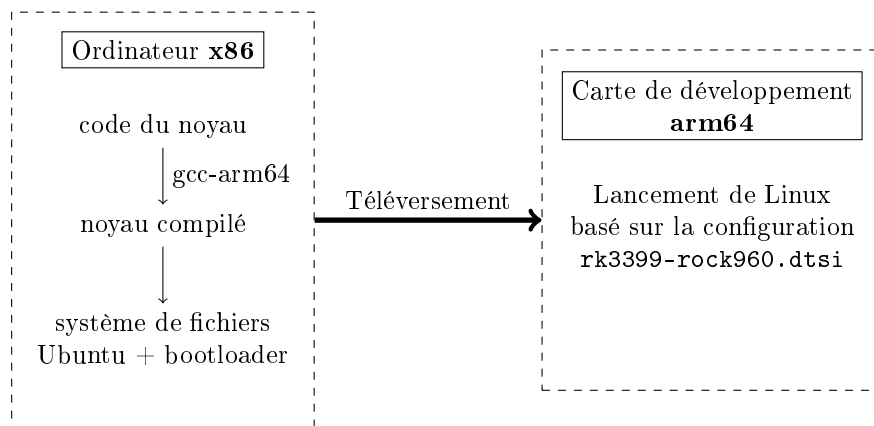 Ordinateur x86
code du noyau
gcc-arm64
noyau compilé
système de fichiers
Ubuntu + bootloader
Téléversement
Carte de développement
arm64
Lancement de Linux
basé sur la configuration
rk3399-rock960.dtsi